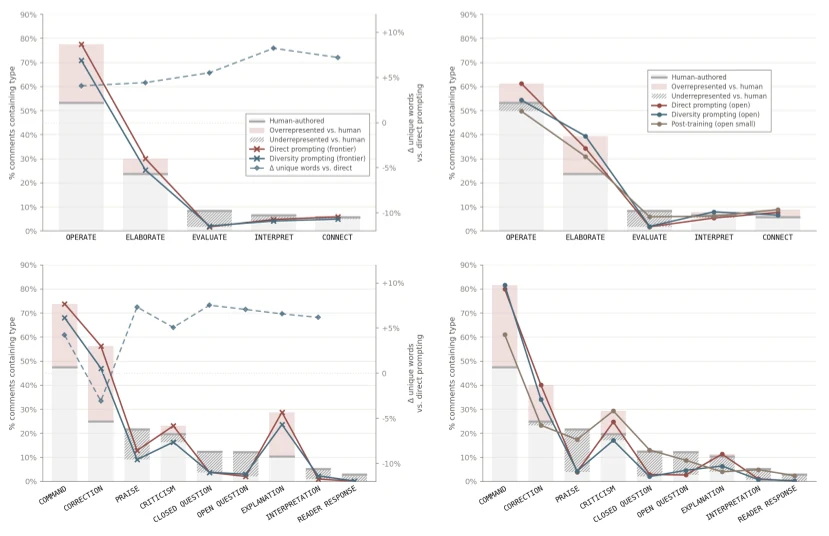 90%
80%
70%
60%
50%
40%
30%
20%
10%
0%
% comments containing type
OPERATE
ELABORATE
EVALUATE
INTERPRET
CONNECT
+10%
+5%
0
-5%
-10%
Δ unique words
vs. direct prompting
Human-authored
Overrepresented vs. human
Underrepresented vs. human
Direct prompting (frontier)
Diversity prompting (frontier)
Δ unique words vs. direct
90%
80%
70%
60%
50%
40%
30%
20%
10%
0%
% comments containing type
OPERATE
ELABORATE
EVALUATE
INTERPRET
CONNECT
Human-authored
Overrepresented vs. human
Underrepresented vs. human
Direct prompting (open)
Diversity prompting (open)
Post-training (open small)
90%
80%
70%
60%
50%
40%
30%
20%
10%
0%
% comments containing type
COMMAND
CORRECTION
PRAISE
CRITICISM
CLOSED QUESTION
OPEN QUESTION
EXPLANATION
INTERPRETATION
READER RESPONSE
+10%
+5%
0
-5%
-10%
Δ unique words
vs. direct prompting
90%
80%
70%
60%
50%
40%
30%
20%
10%
0%
% comments containing type
COMMAND
CORRECTION
PRAISE
CRITICISM
CLOSED QUESTION
OPEN QUESTION
EXPLANATION
INTERPRETATION
READER RESPONSE